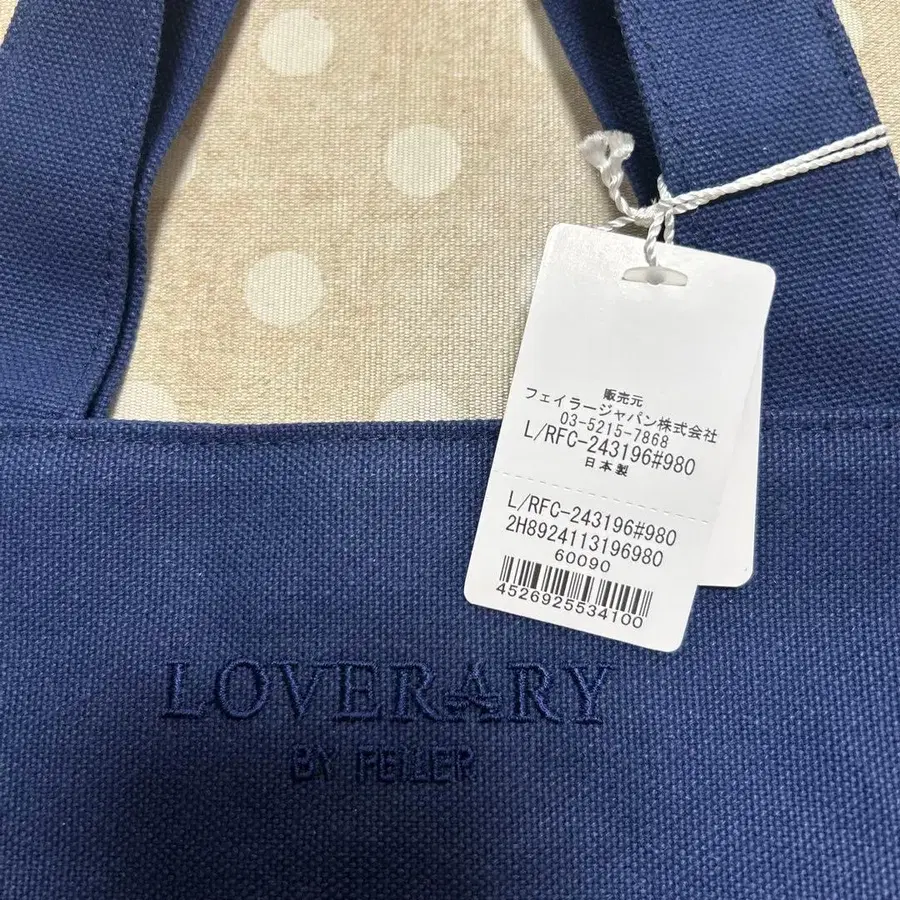 販売元
フェイラージャパン株式会社
03-5215-7868
L/RFC-243196#980
日本製
L/RFC-243196#980
2H8924113196980
60090
4526925534100
LOVERARY
BY FEILER